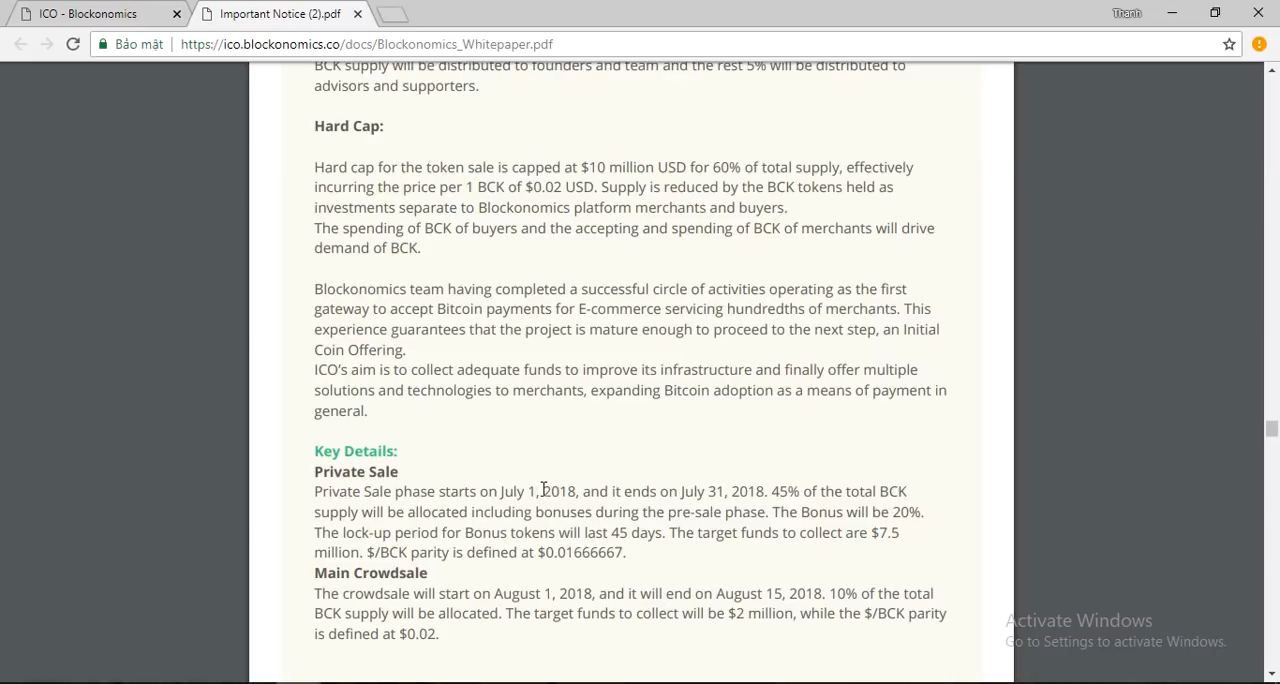 ICO - Blockonomics
Important Notice (2).pdf
Thanh
Bảo mật
https://ico.blockonomics.co/docs/Blockonomics_Whitepaper.pdf
BCK supply will be distributed to founders and team and the rest 5% will be distributed to
advisors and supporters.
Hard Cap:
Hard cap for the token sale is capped at $10 million USD for 60% of total supply, effectively
incurring the price per 1 BCK of $0.02 USD. Supply is reduced by the BCK tokens held as
investments separate to Blockonomics platform merchants and buyers.
The spending of BCK of buyers and the accepting and spending of BCK of merchants will drive
demand of BCK.
Blockonomics team having completed a successful circle of activities operating as the first
gateway to accept Bitcoin payments for E-commerce servicing hundredths of merchants. This
experience guarantees that the project is mature enough to proceed to the next step, an Initial
Coin Offering.
ICO’s aim is to collect adequate funds to improve its infrastructure and finally offer multiple
solutions and technologies to merchants, expanding Bitcoin adoption as a means of payment in
general.
Key Details:
Private Sale
Private Sale phase starts on July 1, 2018, and it ends on July 31, 2018. 45% of the total BCK
supply will be allocated including bonuses during the pre-sale phase. The Bonus will be 20%.
The lock-up period for Bonus tokens will last 45 days. The target funds to collect are $7.5
million. $/BCK parity is defined at $0.01666667.
Main Crowdsale
The crowdsale will start on August 1, 2018, and it will end on August 15, 2018. 10% of the total
BCK supply will be allocated. The target funds to collect will be $2 million, while the $/BCK parity
is defined at $0.02.
Activate Windows
Go to Settings to activate Windows.